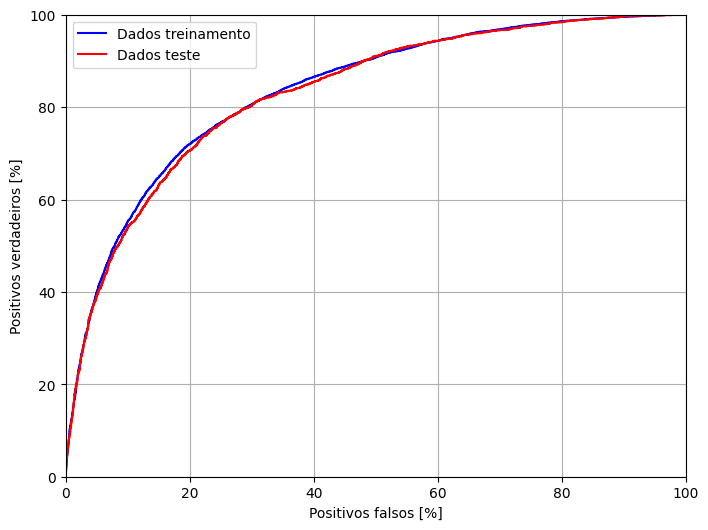 Dados treinamento
Dados teste
Positivos verdadeiros [%]
100
80
60
40
20
0
0 20 40 60 80 100
Positivos falsos [%]